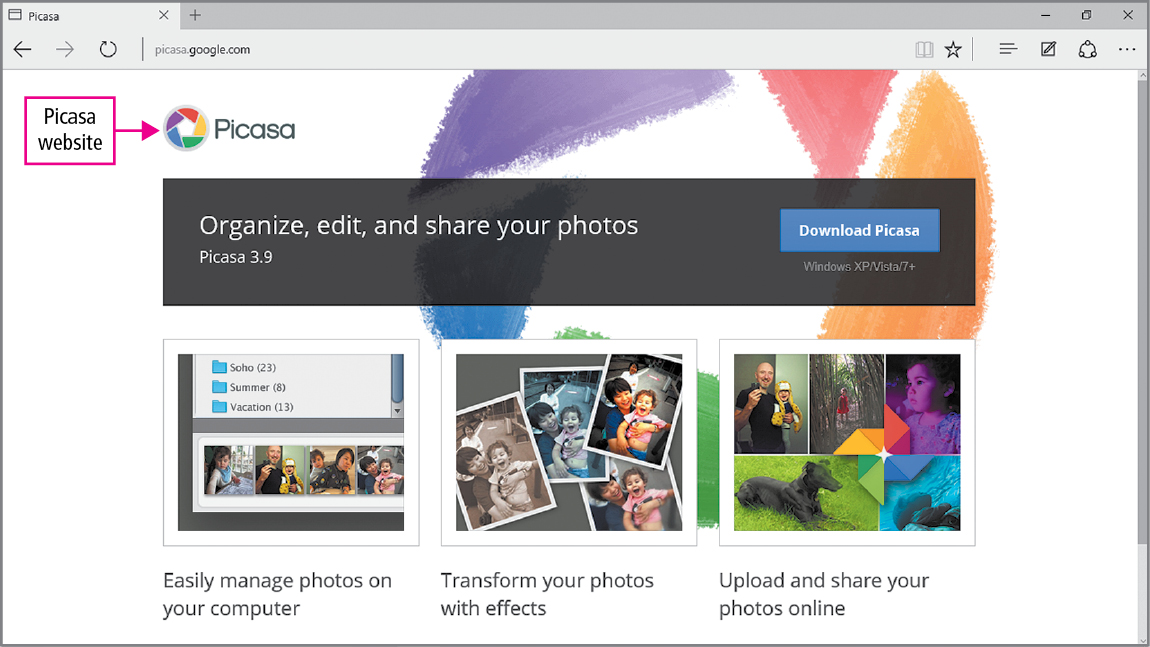 Picasa
picasa.google.com
Picasa
website
Picasa
Organize, edit, and share your photos
Picasa 3.9
Download Picasa
Windows XP/Vista/7+
Soho (23)
Summer (8)
Vacation (13)
Easily manage photos on
your computer
Transform your photos
with effects
Upload and share your
photos online